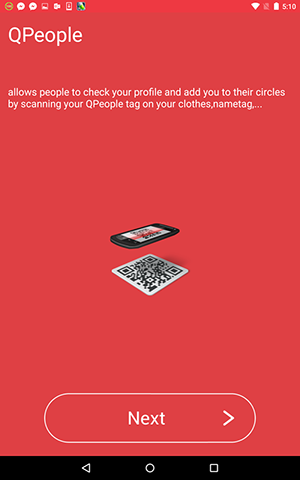 5:10
QPeople
allows people to check your profile and add you to their circles
by scanning your QPeople tag on your clothes,nametag,...
Next